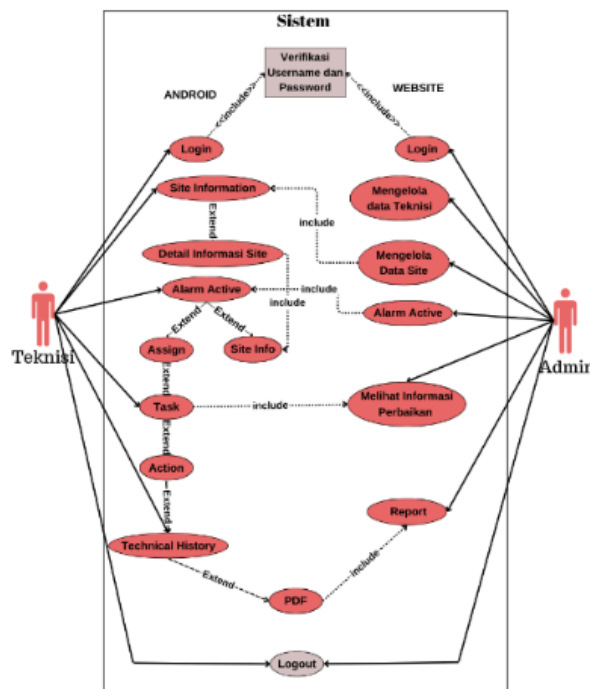 Sistem
Verifikasi
Username dan
Password
ANDROID
WEBSITE
<<include>>
<<include>>
Login
Login
Site Information
Mengelola
data Teknisi
Extend
include
Detail Informasi Site
Mengelola
Data Site
Alarm Active
include
include
Alarm Active
Extend
Extend
Teknisi
Admin
Assign
Site Info
Extend
Task
include
Melihat Informasi
Perbaikan
Extend
Action
Extend
Report
Technical History
include
Extend
PDF
Logout